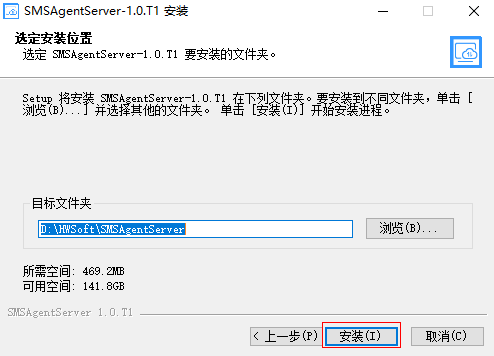 SMSAgentServer-1.0.T1 安装
选定安装位置
选定 SMSAgentServer-1.0.T1 要安装的文件夹。
Setup 将安装 SMSAgentServer-1.0.T1 在下列文件夹。要安装到不同文件夹，单击 [
浏览(B)...] 并选择其他的文件夹。 单击 [安装(I)] 开始安装进程。
目标文件夹
D:\HWSoft\SMSAgentServer
浏览(B)...
所需空间: 469.2MB
可用空间: 141.8GB
SMSAgentServer 1.0.T1
< 上一步(P)
安装(I)
取消(C)